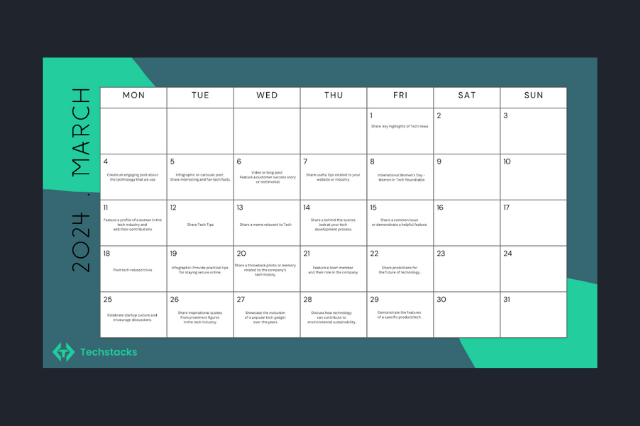 2024 . MARCH
MON TUE WED THU FRI SAT SUN
1 2 3
Share key highlights of Tech News
4 5 6 7 8 9 10
Create an engaging post about
the technology that we use
Infographic or carousel post
Share interesting and fun tech facts.
Video or blog post
Feature a customer success story
or testimonial
Share useful tips related to your
website or industry
International Women's Day -
Women in Tech Roundtable
11 12 13 14 15 16 17
Feature a profile of a women in the
tech industry and
and their contributions
Share Tech Tips
Share a meme relevant to Tech
Share a behind the scenes
look at your tech
development process.
Share a common issue
or demonstrate a helpful feature
18 19 20 21 22 23 24
Post tech related trivia
Infographic: Provide practical tips
for staying secure online.
Share a throwback photo or memory
related to the company's
tech history.
Feature a team member
and their role in the company
Share predictions for
the future of technology.
25 26 27 28 29 30 31
Celebrate startup culture and
encourage discussions.
Share inspirational quotes
from prominent figures
in the tech industry.
Showcase the evolution
of a popular tech gadget
over the years.
Discuss how technology
can contribute to
environmental sustainability.
Demonstrate the features
of a specific product/tech.
Techstacks